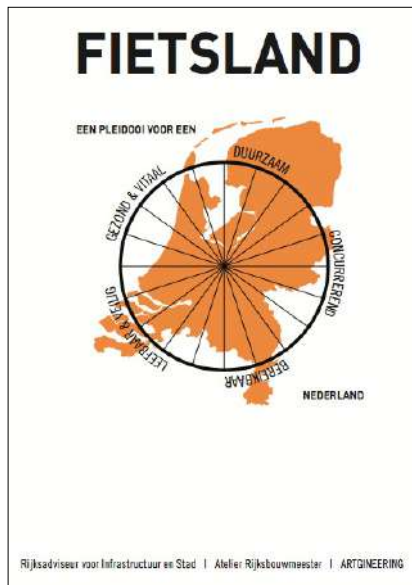 FIETSLAND
EEN PLEIDOOI VOOR EEN
DUURZAAM
CONCURREREND
BEREIKBAAR
LEEFBAAR & VEILIG
GEZOND & VITAAL
NEDERLAND
Rijksadviseur voor Infrastructuur en Stad | Atelier Rijksbouwmeester | ARTGINEERING